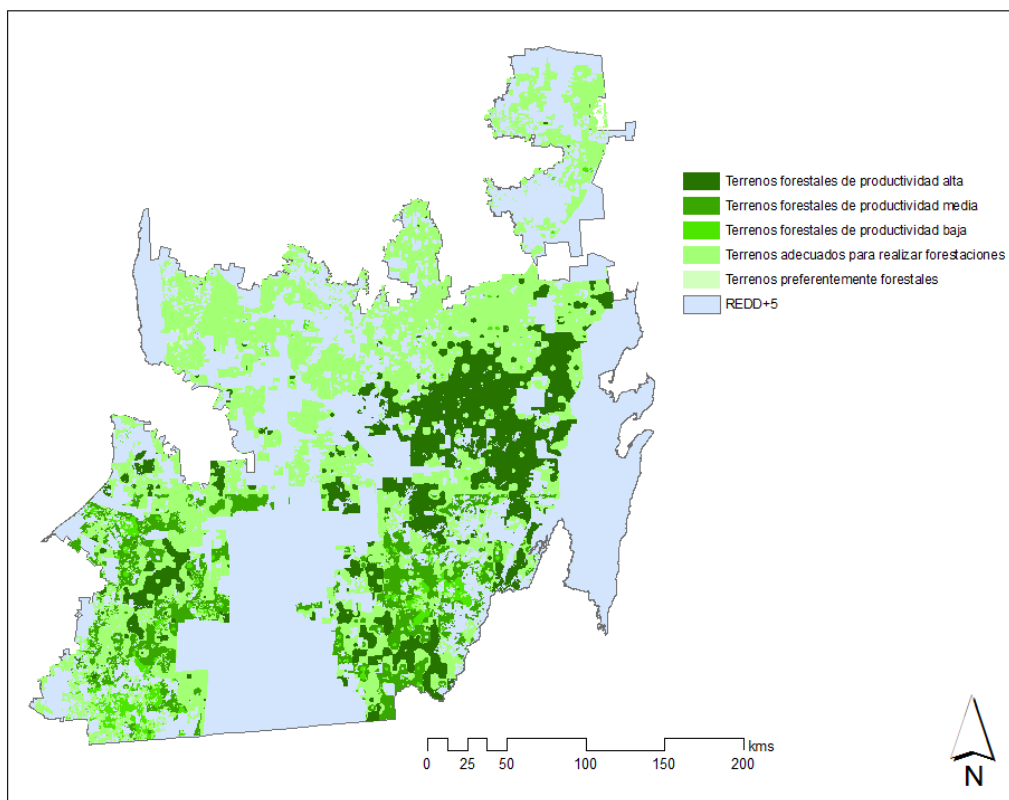 Terrenos forestales de productividad alta
Terrenos forestales de productividad media
Terrenos forestales de productividad baja
Terrenos adecuados para realizar forestaciones
Terrenos preferentemente forestales
REDD+5
kms
0 25 50 100 150 200
N